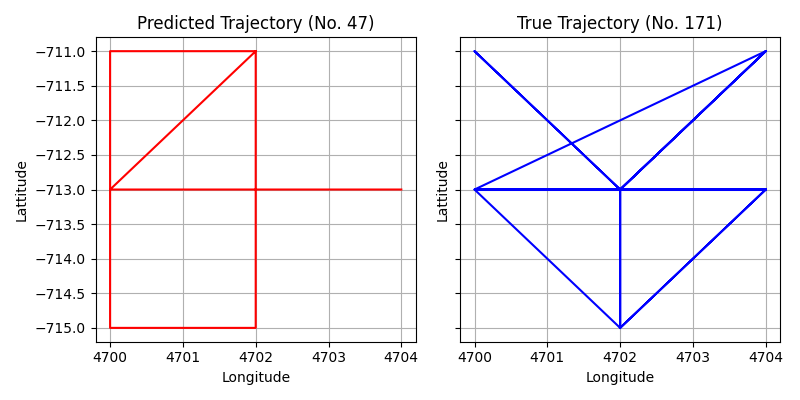 Predicted Trajectory (No. 47)
True Trajectory (No. 171)
−711.0
−711.5
−712.0
−712.5
−713.0
−713.5
−714.0
−714.5
−715.0
Lattitude
Lattitude
4700 4701 4702 4703 4704
4700 4701 4702 4703 4704
Longitude
Longitude